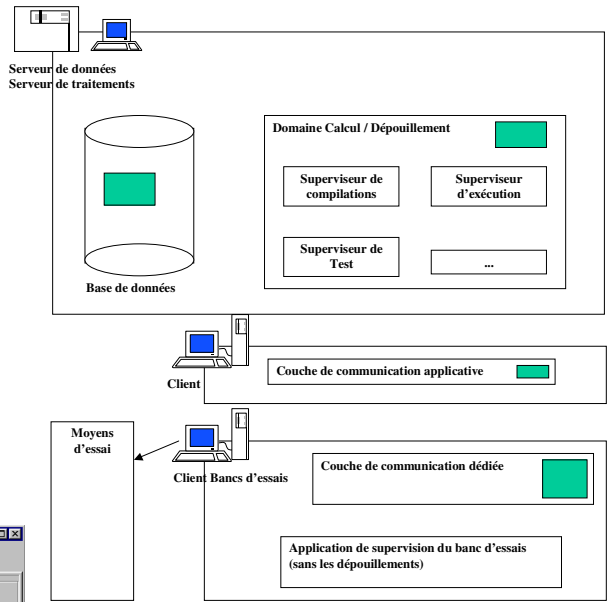 Serveur de données
Serveur de traitements
Domaine Calcul / Dépouillement
Superviseur de
compilations
Superviseur
d'exécution
Superviseur de
Test
...
Base de données
Couche de communication applicative
Client
Moyens
d'essai
Couche de communication dédiée
Client Bancs d'essais
Application de supervision du banc d'essais
(sans les dépouillements)